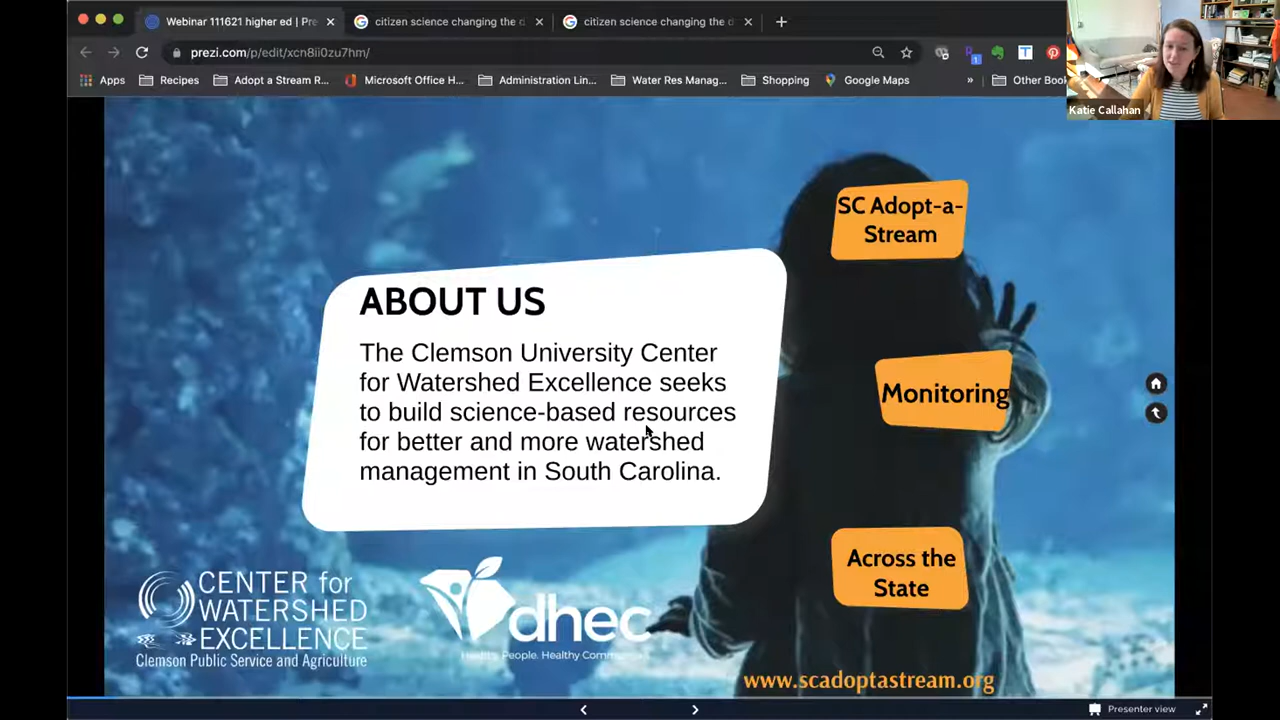 Webinar 111621 higher ed | Pre
citizen science changing the d
citizen science changing the d
prezi.com/p/edit/xcn8ii0zu7hm/
1
T
Apps
Recipes
Adopt a Stream R...
Microsoft Office H...
Administration Lin...
Water Res Manag...
Shopping
Google Maps
»
Other Boo
Katie Callahan
SC Adopt-a-
Stream
ABOUT US
The Clemson University Center
for Watershed Excellence seeks
to build science-based resources
for better and more watershed
management in South Carolina.
Monitoring
Across the
State
CENTER for
WATERSHED
EXCELLENCE
Clemson Public Service and Agriculture
dhec
Healthy People. Healthy Communities
www.scadoptastream.org
Presenter view